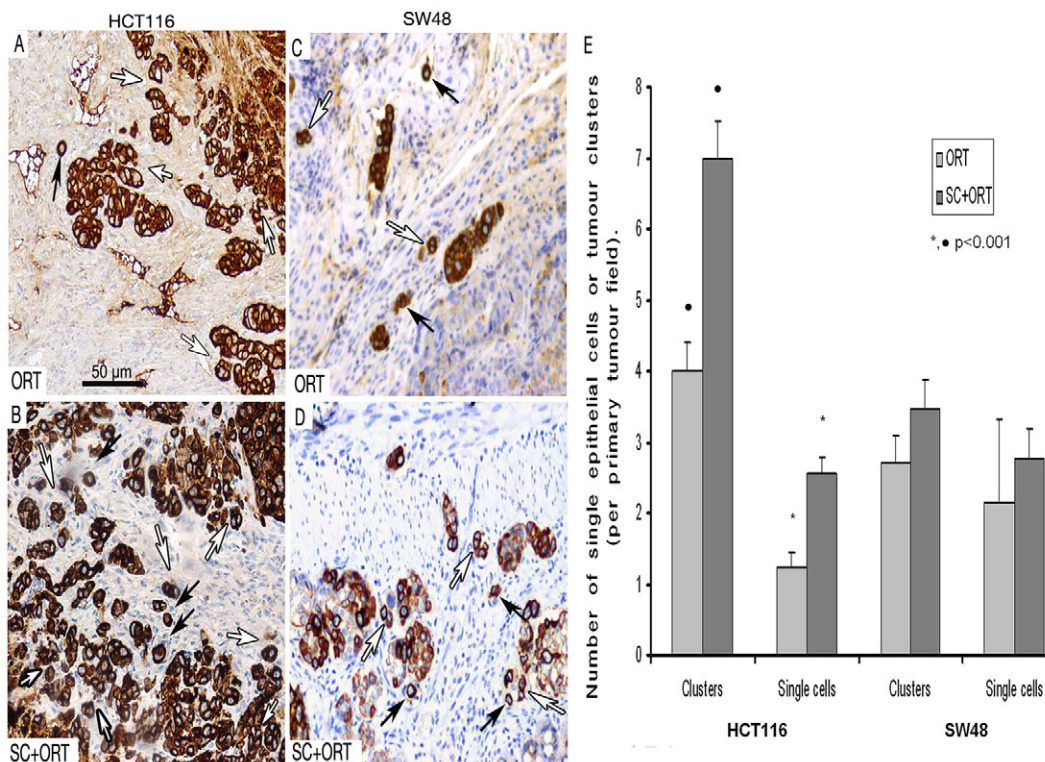 HCT116
SW48
A
C
E
ORT
50 µm
ORT
B
D
SC+ORT
SC+ORT
Number of single epithelial cells or tumour clusters
(per primary tumour field).
8
7
6
5
4
3
2
1
0
ORT
SC+ORT
*,● p<0.001
●
●
*
*
Clusters
Single cells
Clusters
Single cells
HCT116
SW48